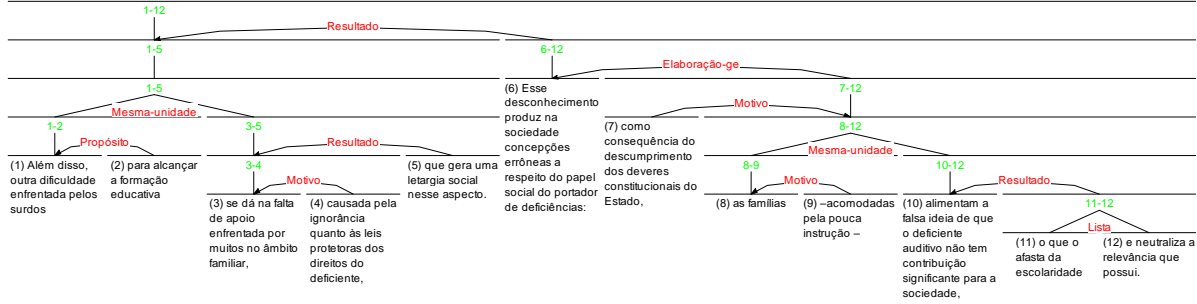 1-12
Resultado
1-5
6-12
Elaboração-ge
1-5
7-12
Mesma-unidade
Motivo
1-2
3-5
8-12
Propósito
Resultado
Mesma-unidade
(1) Além disso,
outra dificuldade
enfrentada pelos
surdos
(2) para alcançar
a formação
educativa
3-4
Motivo
(3) se dá na falta
de apoio
enfrentada por
muitos no âmbito
familiar,
(4) causada pela
ignorância
quanto às leis
protetoras dos
direitos do
deficiente,
(5) que gera uma
letargia social
nesse aspecto.
(6) Esse
desconhecimento
produz na
sociedade
concepções
errôneas a
respeito do papel
social do portador
de deficiências:
(7) como
consequência do
descumprimento
dos deveres
constitucionais do
Estado,
8-9
Motivo
10-12
Resultado
(8) as famílias
(9) –acomodadas
pela pouca
instrução –
(10) alimentam a
falsa ideia de que
o deficiente
auditivo não tem
contribuição
significante para a
sociedade,
11-12
Lista
(11) o que o
afasta da
escolaridade
(12) e neutraliza a
relevância que
possui.